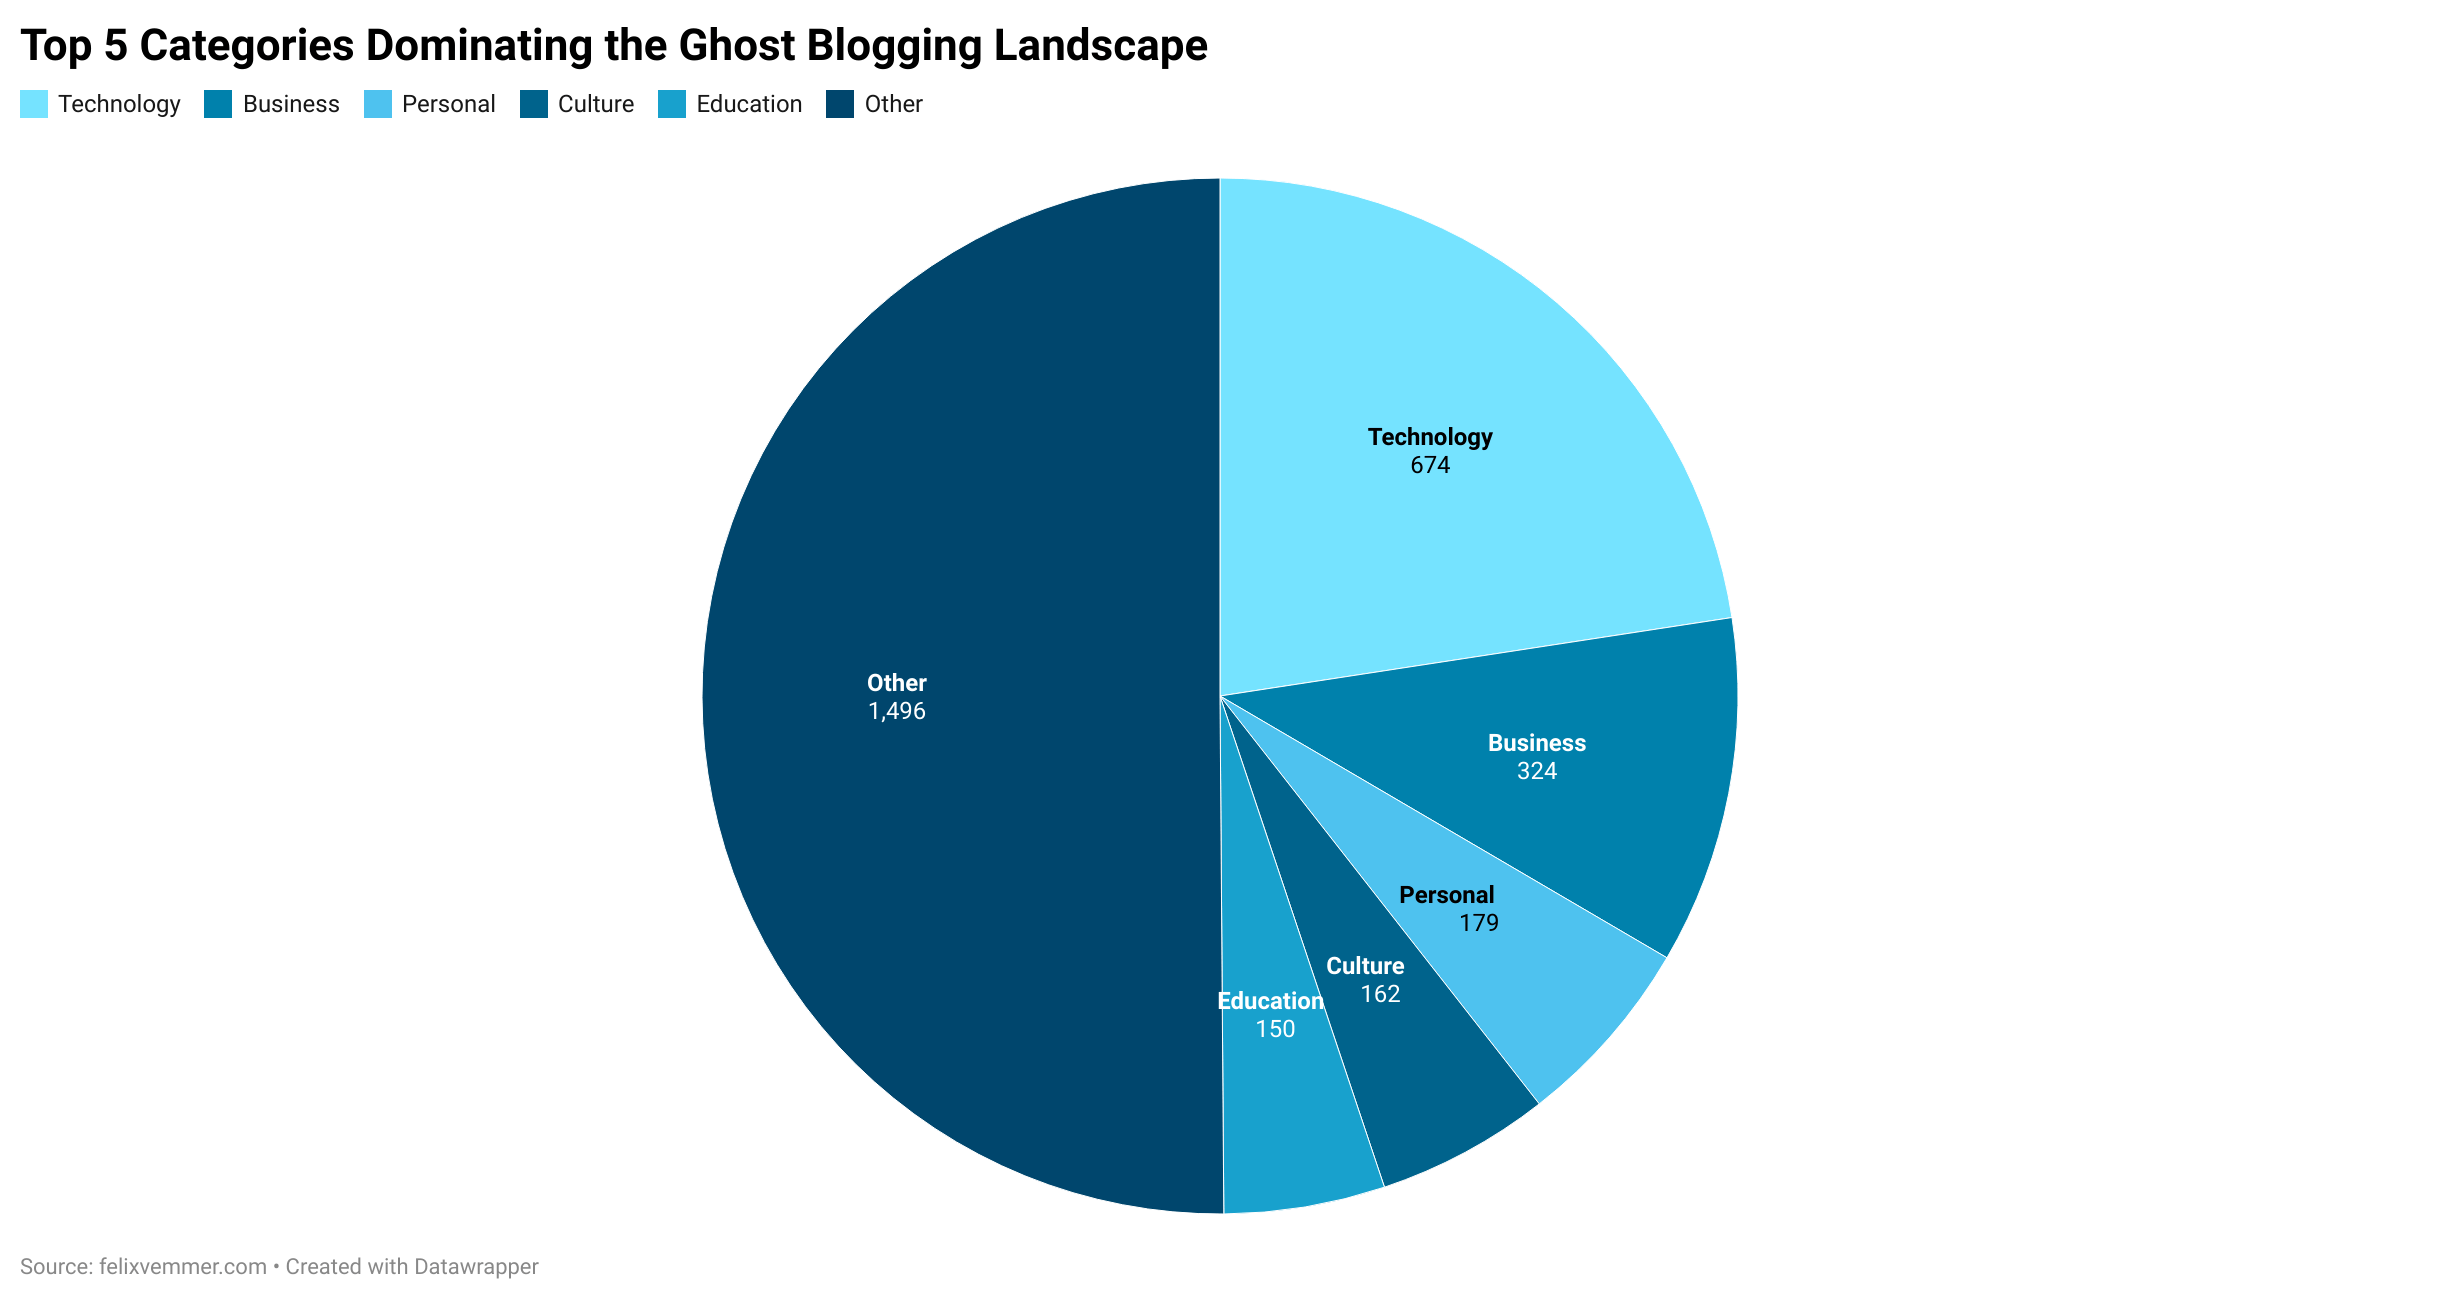 Top 5 Categories Dominating the Ghost Blogging Landscape
Technology Business Personal Culture Education Other
Technology
674
Other
1,496
Business
324
Personal
179
Culture
162
Education
150
Source: felixvemmer.com • Created with Datawrapper